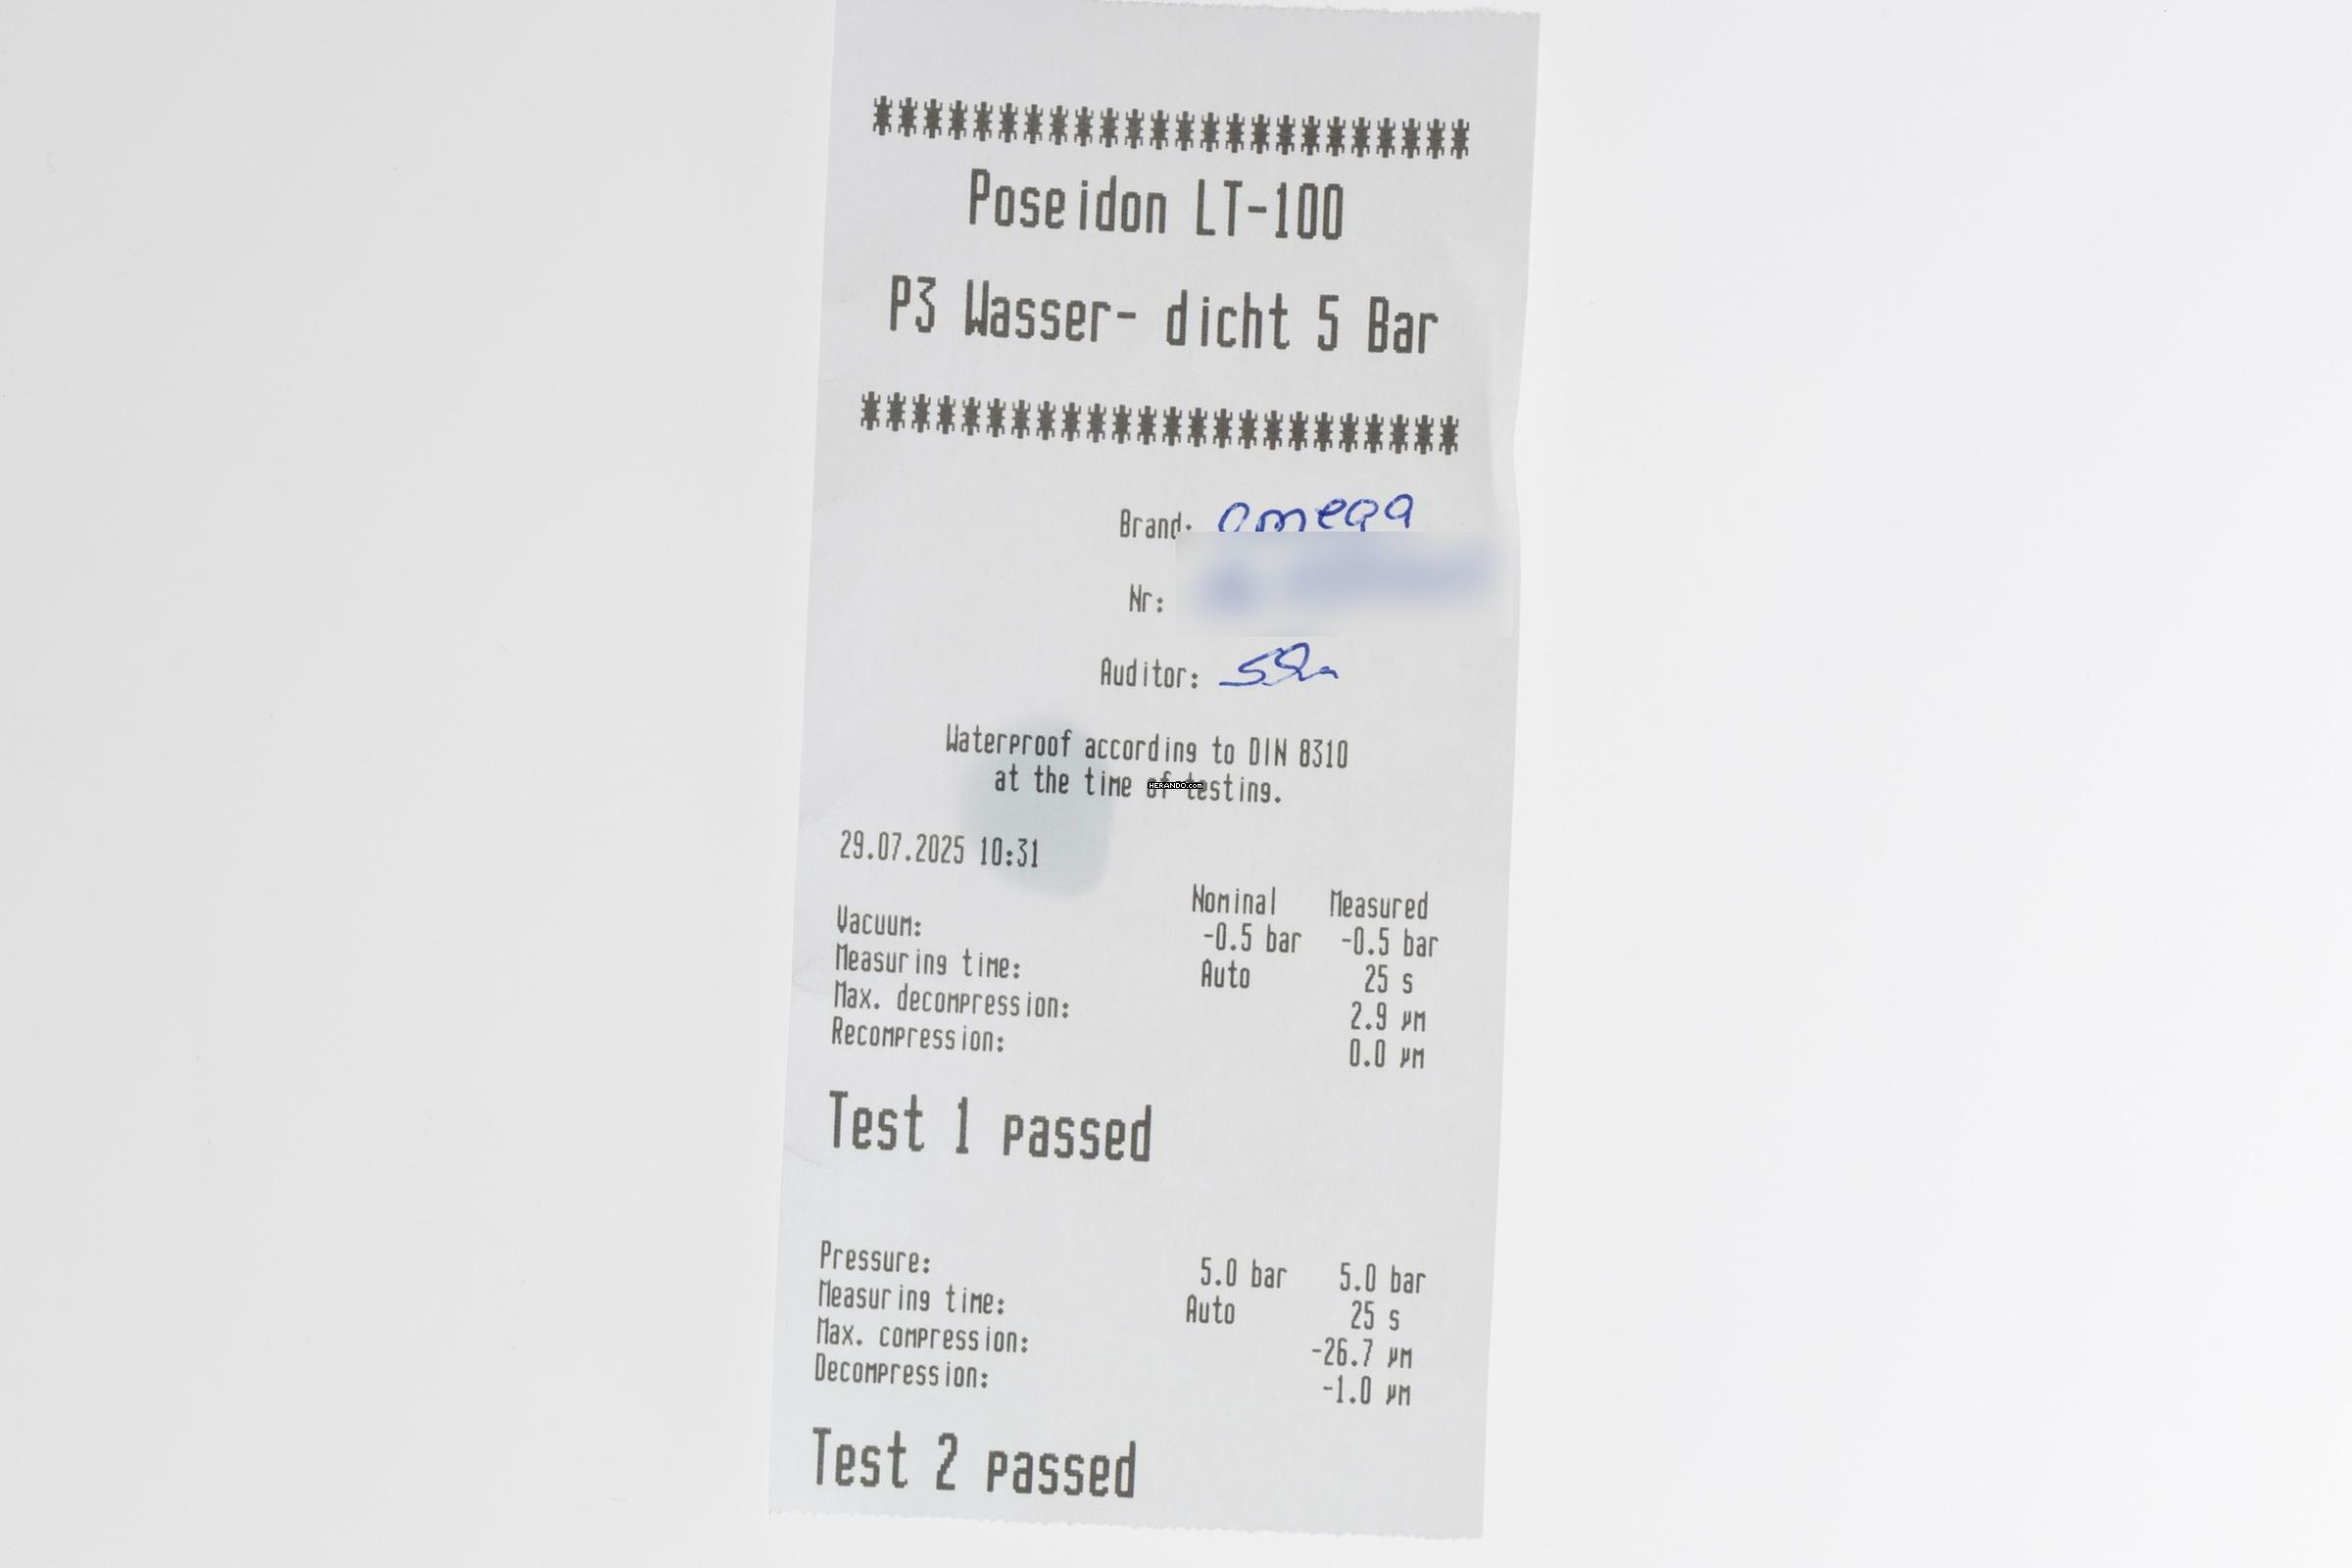 ************************
Poseidon LT-100
P3 Wasser- dicht 5 Bar
************************
Brand: Omega
Nr:
Auditor:
Waterproof according to DIN 8310
at the time of testing.
HERANDO.com
29.07.2025 10:31
Nominal Measured
Vacuum: -0.5 bar -0.5 bar
Measuring time: Auto 25 s
Max. decompression: 2.9 µm
Recompression: 0.0 µm
Test 1 passed
Pressure: 5.0 bar 5.0 bar
Measuring time: Auto 25 s
Max. compression: -26.7 µm
Decompression: -1.0 µm
Test 2 passed